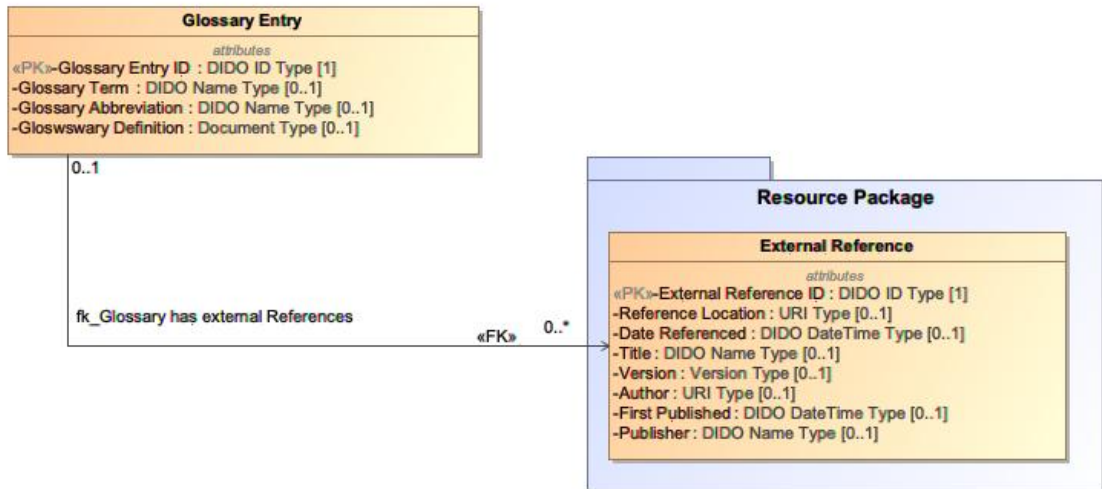 Glossary Entry
attributes
«PK»-Glossary Entry ID : DIDO ID Type [1]
-Glossary Term : DIDO Name Type [0..1]
-Glossary Abbreviation : DIDO Name Type [0..1]
-Gloswswary Definition : Document Type [0..1]
0..1
Resource Package
External Reference
attributes
«PK»-External Reference ID : DIDO ID Type [1]
-Reference Location : URI Type [0..1]
-Date Referenced : DIDO DateTime Type [0..1]
-Title : DIDO Name Type [0..1]
-Version : Version Type [0..1]
-Author : URI Type [0..1]
-First Published : DIDO DateTime Type [0..1]
-Publisher : DIDO Name Type [0..1]
fk_Glossary has external References
«FK»
0..*